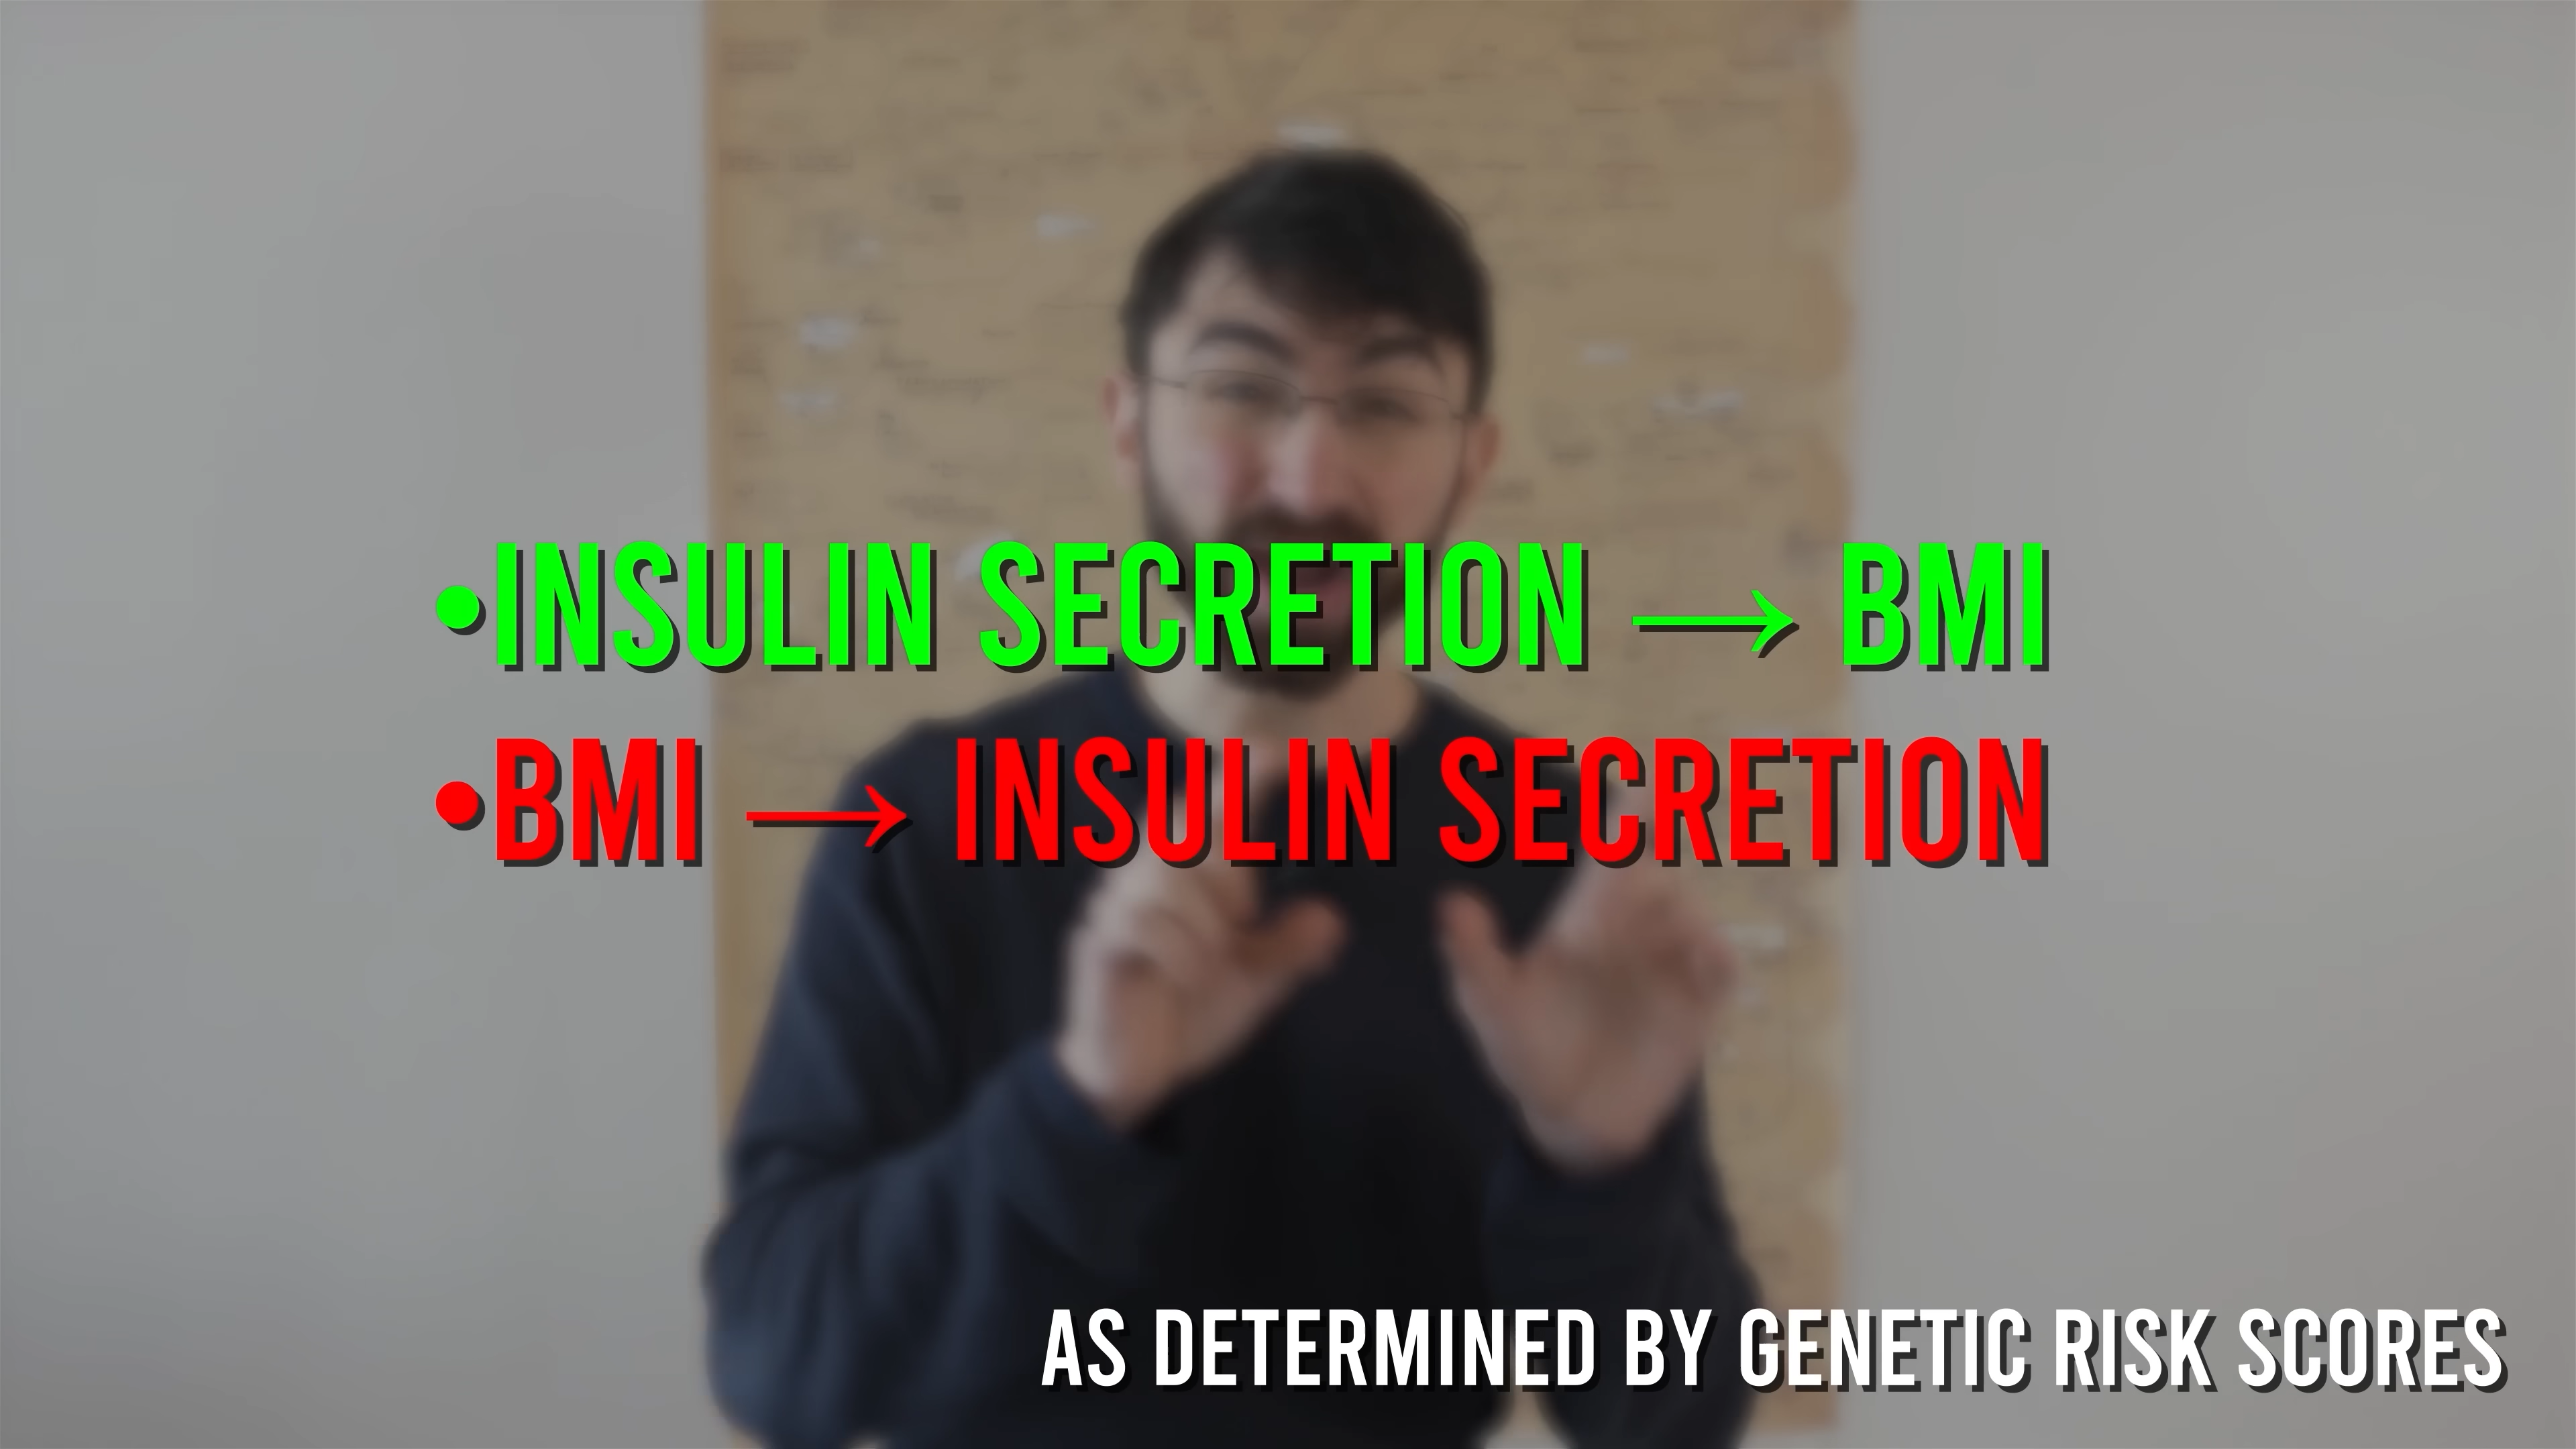 •INSULIN SECRETION → BMI
•BMI → INSULIN SECRETION
AS DETERMINED BY GENETIC RISK SCORES